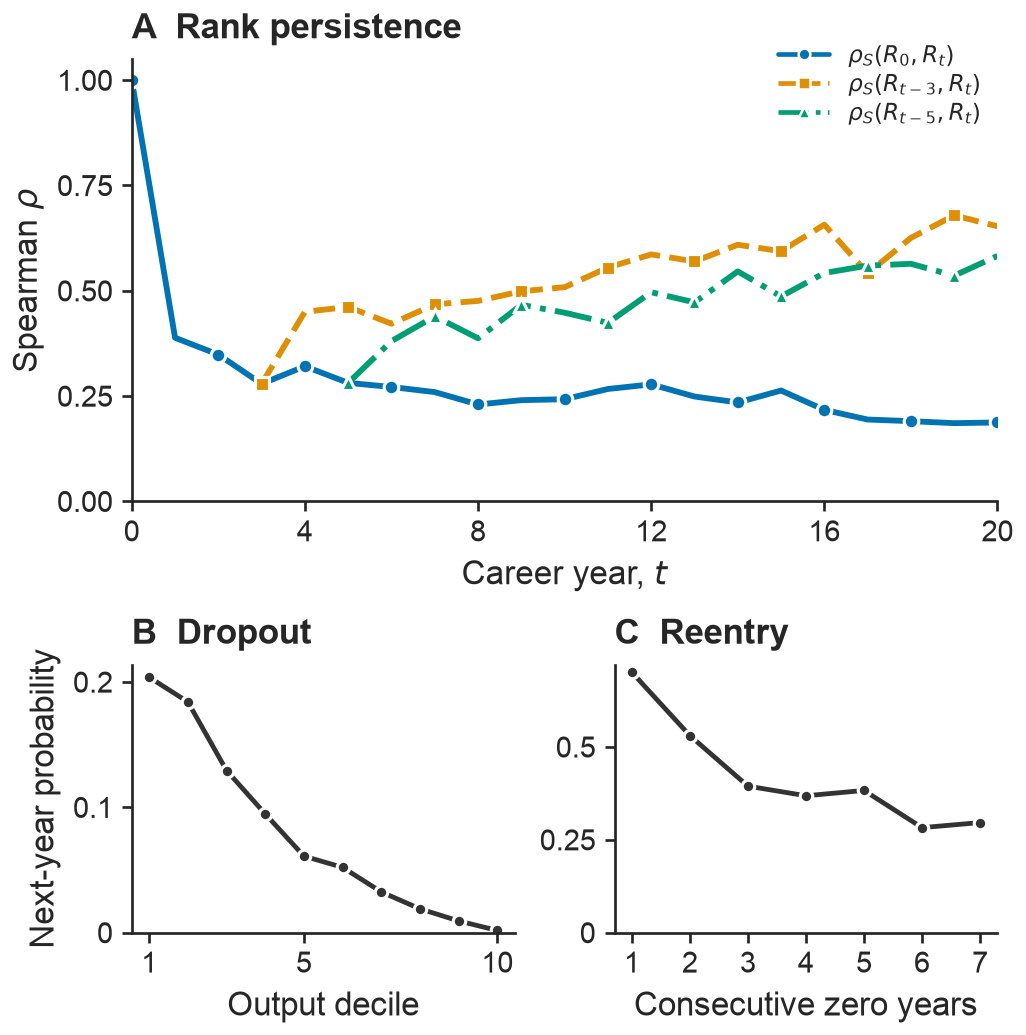 A Rank persistence
ρS(R0, Rt)
ρS(Rt−3, Rt)
ρS(Rt−5, Rt)
1.00
0.75
0.50
0.25
0.00
Spearman ρ
0 4 8 12 16 20
Career year, t
B Dropout
0.2
0.1
0
Next-year probability
1 5 10
Output decile
C Reentry
0.5
0.25
0
1 2 3 4 5 6 7
Consecutive zero years